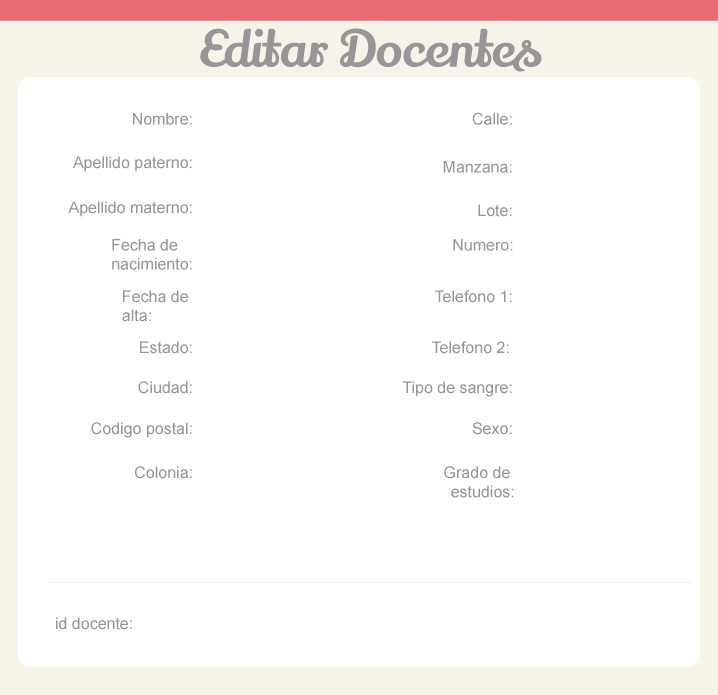 Editar Docentes
Nombre:
Apellido paterno:
Apellido materno:
Fecha de
nacimiento:
Fecha de
alta:
Estado:
Ciudad:
Codigo postal:
Colonia:
Calle:
Manzana:
Lote:
Numero:
Telefono 1:
Telefono 2:
Tipo de sangre:
Sexo:
Grado de
estudios:
id docente: